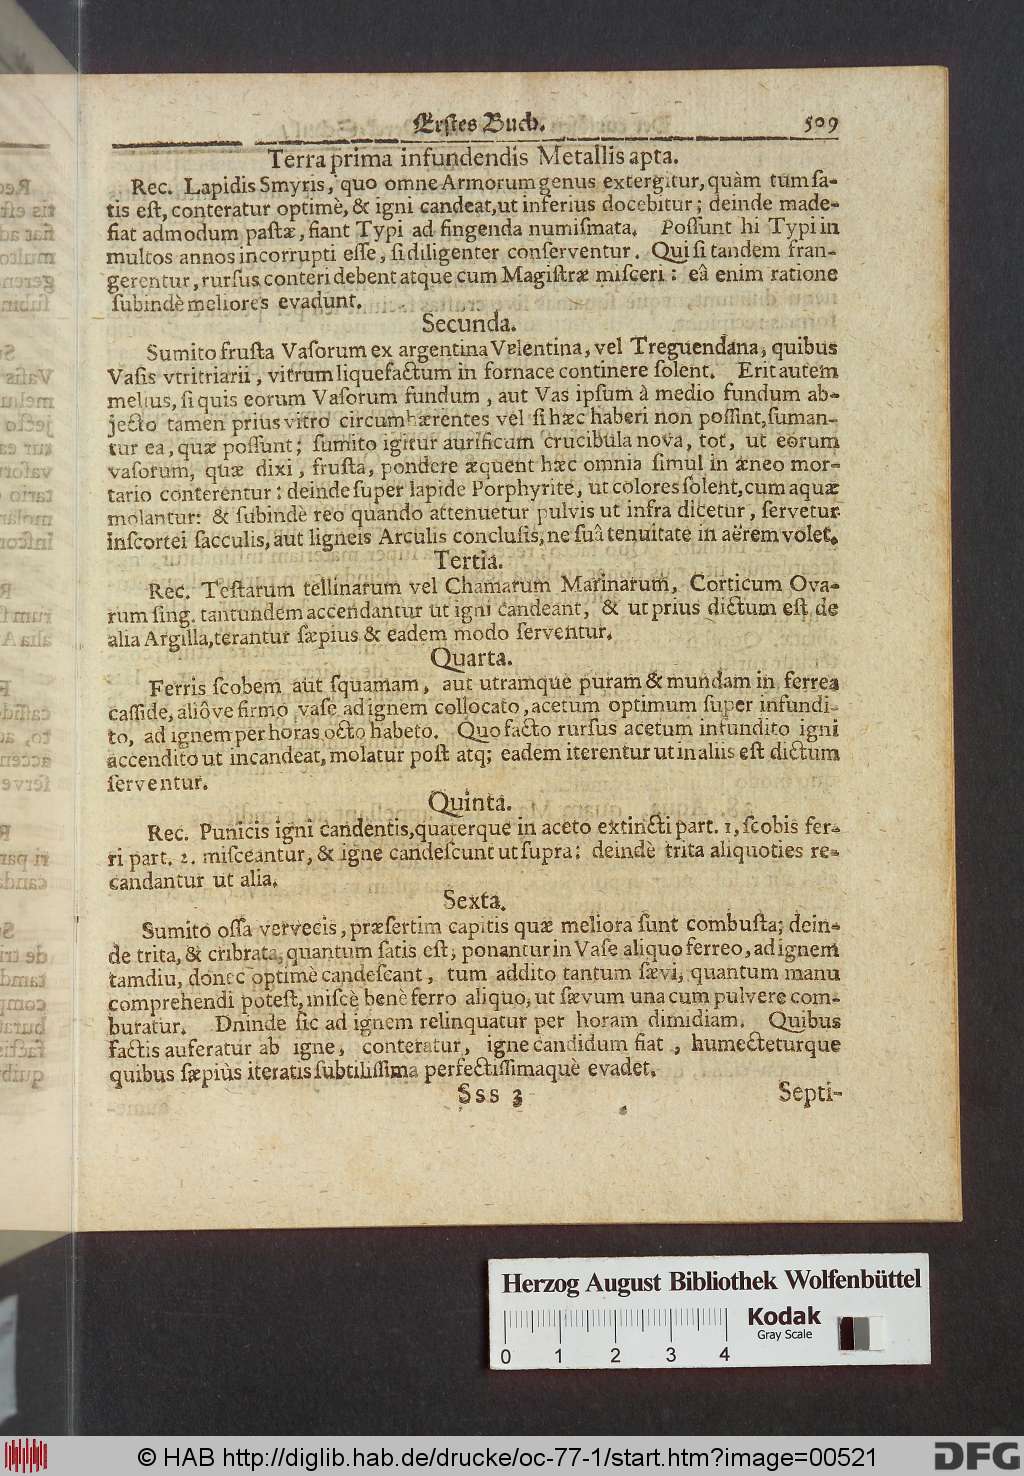 Erstes Buch. 509
Terra prima infundendis Metallis apta.
Rec. Lapidis Smyris, quo omne Armorum genus extergitur, quàm tum ſa-
tis eſt, conteratur optimè, & igni candeat, ut inferius docebitur; deinde made-
fiat admodum paſtæ, fiant Typi ad fingenda numiſmata. Poſſunt hi Typi in
multos annos incorrupti eſſe, ſi diligenter conſerventur. Qui ſi tandem fran-
gerentur, rurſus conteri debent atque cum Magiſtræ miſceri: eâ enim ratione
ſubindè meliores evadunt.
Secunda.
Sumito fruſta Vaſorum ex argentina Valentina, vel Treguendana, quibus
Vaſis vtritriarii, vitrum liquefactum in fornace continere ſolent. Erit autem
melius, ſi quis eorum Vaſorum fundum, aut Vas ipſum à medio fundum ab-
jecto tamen prius vitro circumhærentes vel ſi hæc haberi non poſſint, ſuman-
tur ea, quæ poſſunt; ſumito igitur aurificum crucibula nova, tot, ut eorum
vaſorum, quæ dixi, fruſta, pondere æquent hæc omnia ſimul in æneo mor-
tario conterentur: deinde ſuper lapide Porphyrite, ut colores ſolent, cum aquæ
molantur: & ſubindè reo quando attenuetur pulvis ut infra dicetur, ſervetur
inſcortei ſacculis, aut ligneis Arculis concluſis, ne ſuâ tenuitate in aërem volet.
Tertia.
Rec. Teſtarum tellinarum vel Chamarum Marinarum, Corticum Ova-
rum ſing. tantundem accendantur ut igni candeant, & ut prius dictum eſt, de
alia Argilla, terantur ſæpius & eadem modo ſerventur.
Quarta.
Ferris ſcobem aut ſquamam, aut utramque puram & mundam in ferrea
caſſide, aliôve firmo vaſe ad ignem collocato, acetum optimum ſuper infundi-
to, ad ignem per horas octo habeto. Quo facto rurſus acetum infundito igni
accendito ut incandeat, molatur poſt atq; eadem iterentur ut in aliis eſt dictum
ſerventur.
Quinta.
Rec. Punicis igni candentis, quaterque in aceto extincti part. 1, ſcobis fer-
ri part. 2. miſceantur, & igne candeſcunt ut ſupra; deindè trita aliquoties re-
candantur ut alia.
Sexta.
Sumito oſſa vervecis, præſertim capitis quæ meliora ſunt combuſta; dein-
de trita, & cribrata, quantum ſatis eſt, ponantur in Vaſe aliquo ferreo, ad ignem
tamdiu, donec optimè candeſcant, tum addito tantum ſævi, quantum manu
comprehendi poteſt, miſcè benè ferro aliquo, ut ſævum una cum pulvere com-
buratur. Dninde ſic ad ignem relinquatur per horam dimidiam. Quibus
factis auferatur ab igne, conteratur, igne candidum fiat, humecteturque
quibus ſæpiùs iteratis ſubtiliſſima perfectiſſimaquè evadet.
Sss 3 Septi-
Herzog August Bibliothek Wolfenbüttel
Kodak
Gray Scale
0 1 2 3 4
© HAB http://diglib.hab.de/drucke/oc-77-1/start.htm?image=00521
DFG